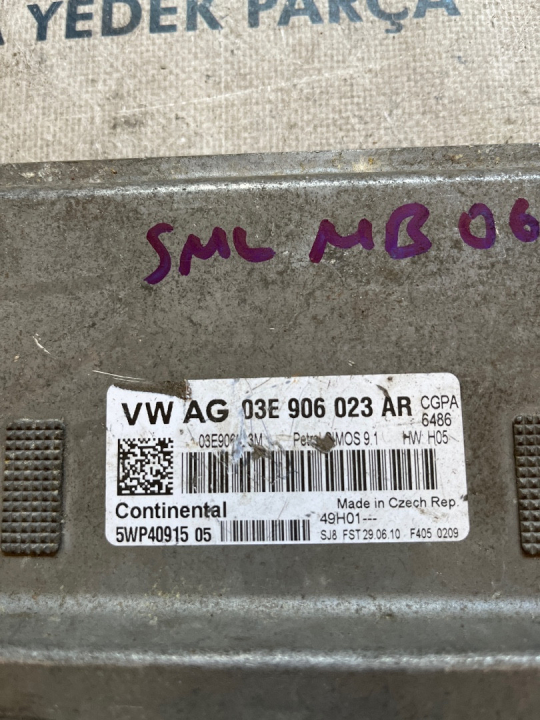 YEDEK PARÇA
SML MB 06
VW AG 03E 906 023 AR CGPA
6486
HW: H05
Continental
Made in Czech Rep.
49H01---
5WP40915 05
SJ8 FST 29.06.10 F405 0209